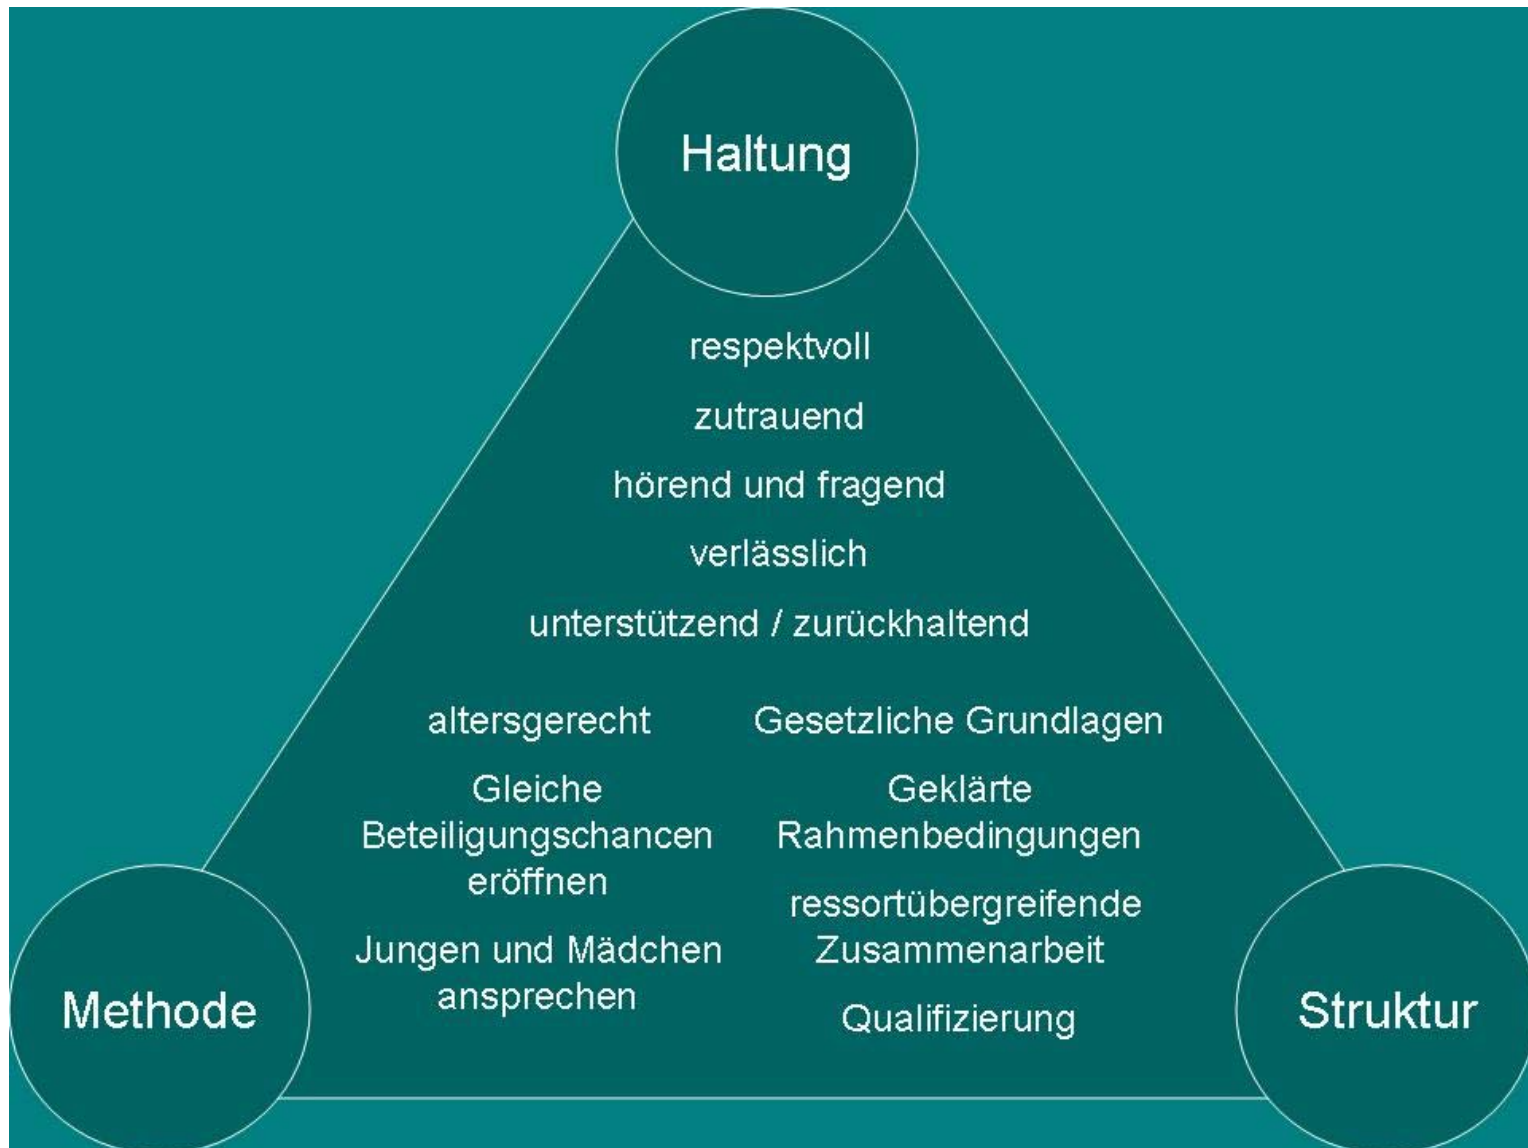 Haltung
respektvoll
zutrauend
hörend und fragend
verlässlich
unterstützend / zurückhaltend
altersgerecht
Gleiche
Beteiligungschancen
eröffnen
Jungen und Mädchen
ansprechen
Gesetzliche Grundlagen
Geklärte
Rahmenbedingungen
ressortübergreifende
Zusammenarbeit
Qualifizierung
Methode
Struktur